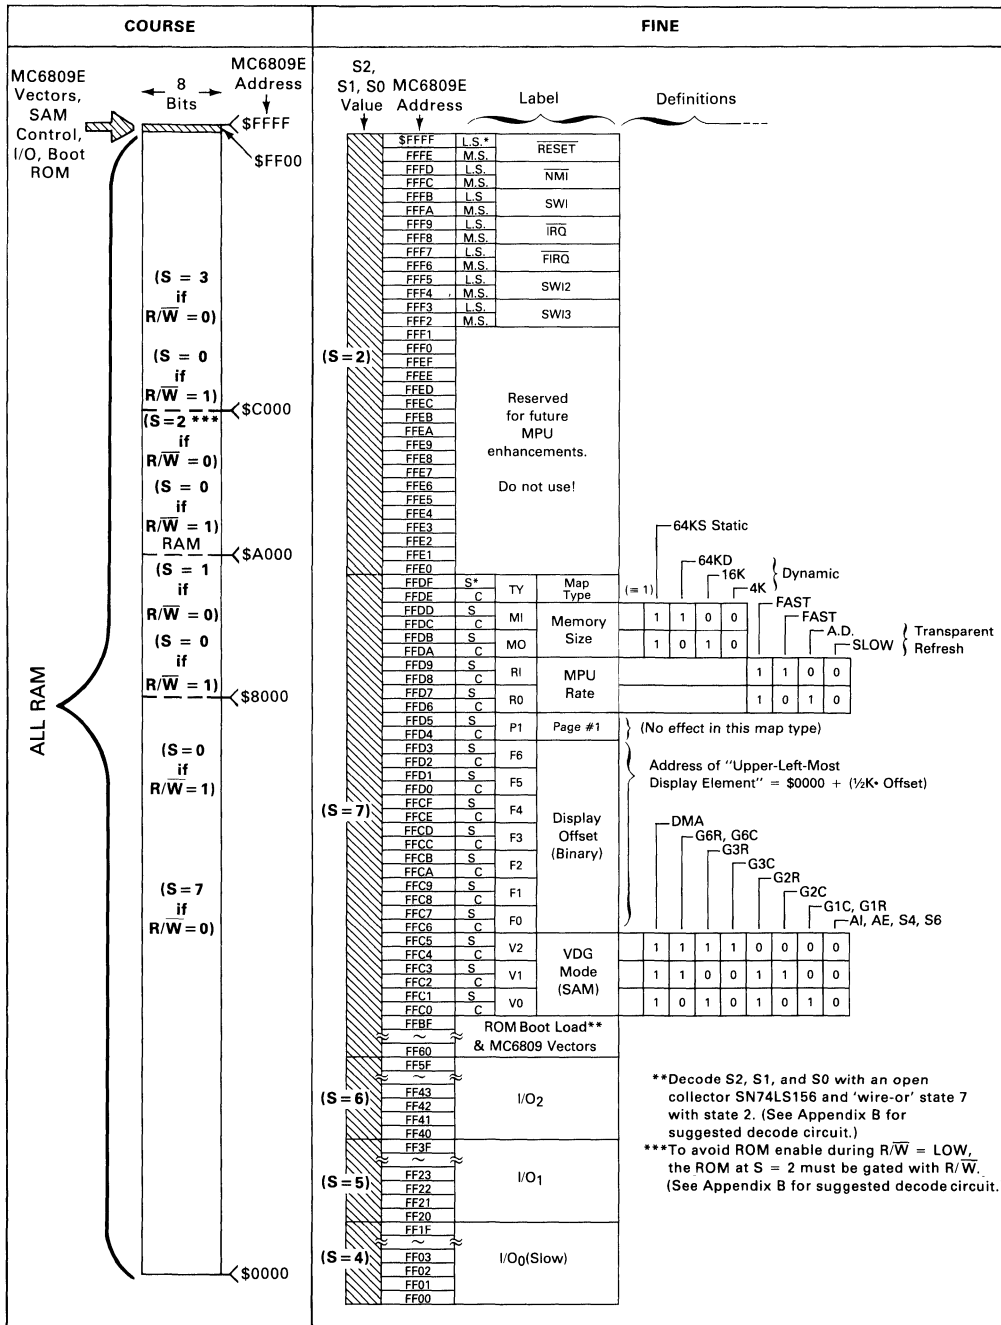 COURSE
FINE
MC6809E
Vectors,
SAM
Control,
I/O, Boot
ROM
8
Bits
MC6809E
Address
$FFFF
$FF00
(S = 3
if
R/W = 0)
(S = 0
if
R/W = 1)
$C000
(S=2 ***
if
R/W = 0)
(S = 0
if
R/W = 1)
RAM
$A000
(S = 1
if
R/W = 0)
(S = 0
if
R/W = 1)
$8000
ALL RAM
(S=0
if
R/W=1)
(S=7
if
R/W=0)
$0000
S2,
S1, S0
Value
MC6809E
Address
Label
Definitions
(S=2)
$FFFF L.S.* RESET
FFFE M.S.
FFFD L.S. NMI
FFFC M.S.
FFFB L.S SWI
FFFA M.S.
FFF9 L.S. IRQ
FFF8 M.S.
FFF7 L.S. FIRQ
FFF6 M.S.
FFF5 L.S. SWI2
FFF4 M.S.
FFF3 L.S. SWI3
FFF2 M.S.
FFF1
FFF0
FFEF
FFEE
FFED
FFEC
FFEB
FFEA
FFE9
FFE8
FFE7
FFE6
FFE5
FFE4
FFE3
FFE2
FFE1
FFE0
Reserved
for future
MPU
enhancements.
Do not use!
64KS Static
64KD
16K
4K
Dynamic
(S=7)
FFDF S* TY Map
FFDE C Type
(= 1)
FFDD S MI Memory 1 1 0 0
FFDC C Size
FFDB S MO 1 0 1 0
FFDA C
FAST
FAST
A.D.
SLOW
Transparent
Refresh
FFD9 S RI MPU 1 1 0 0
FFD8 C Rate
FFD7 S R0 1 0 1 0
FFD6 C
FFD5 S P1 Page #1 (No effect in this map type)
FFD4 C
FFD3 S F6
FFD2 C
FFD1 S F5
FFD0 C
FFCF S F4
FFCE C
FFCD S F3
FFCC C
FFCB S F2
FFCA C
FFC9 S F1
FFC8 C
FFC7 S F0
FFC6 C
Display
Offset
(Binary)
Address of "Upper-Left-Most
Display Element" = $0000 + (½K• Offset)
DMA
G6R, G6C
G3R
G3C
G2R
G2C
G1C, G1R
AI, AE, S4, S6
FFC5 S V2 1 1 1 1 0 0 0 0
FFC4 C
FFC3 S V1 1 1 0 0 1 1 0 0
FFC2 C
FFC1 S V0 1 0 1 0 1 0 1 0
FFC0 C
VDG
Mode
(SAM)
FFBF
~
FF60
ROM Boot Load**
& MC6809 Vectors
(S=6)
FF5F
~
FF43
FF42
FF41
FF40
I/O2
(S=5)
FF3F
~
FF23
FF22
FF21
FF20
I/O1
(S=4)
FF1F
~
FF03
FF02
FF01
FF00
I/O0(Slow)
**Decode S2, S1, and S0 with an open
collector SN74LS156 and 'wire-or' state 7
with state 2. (See Appendix B for
suggested decode circuit.)
***To avoid ROM enable during R/W = LOW,
the ROM at S = 2 must be gated with R/W.
(See Appendix B for suggested decode circuit.